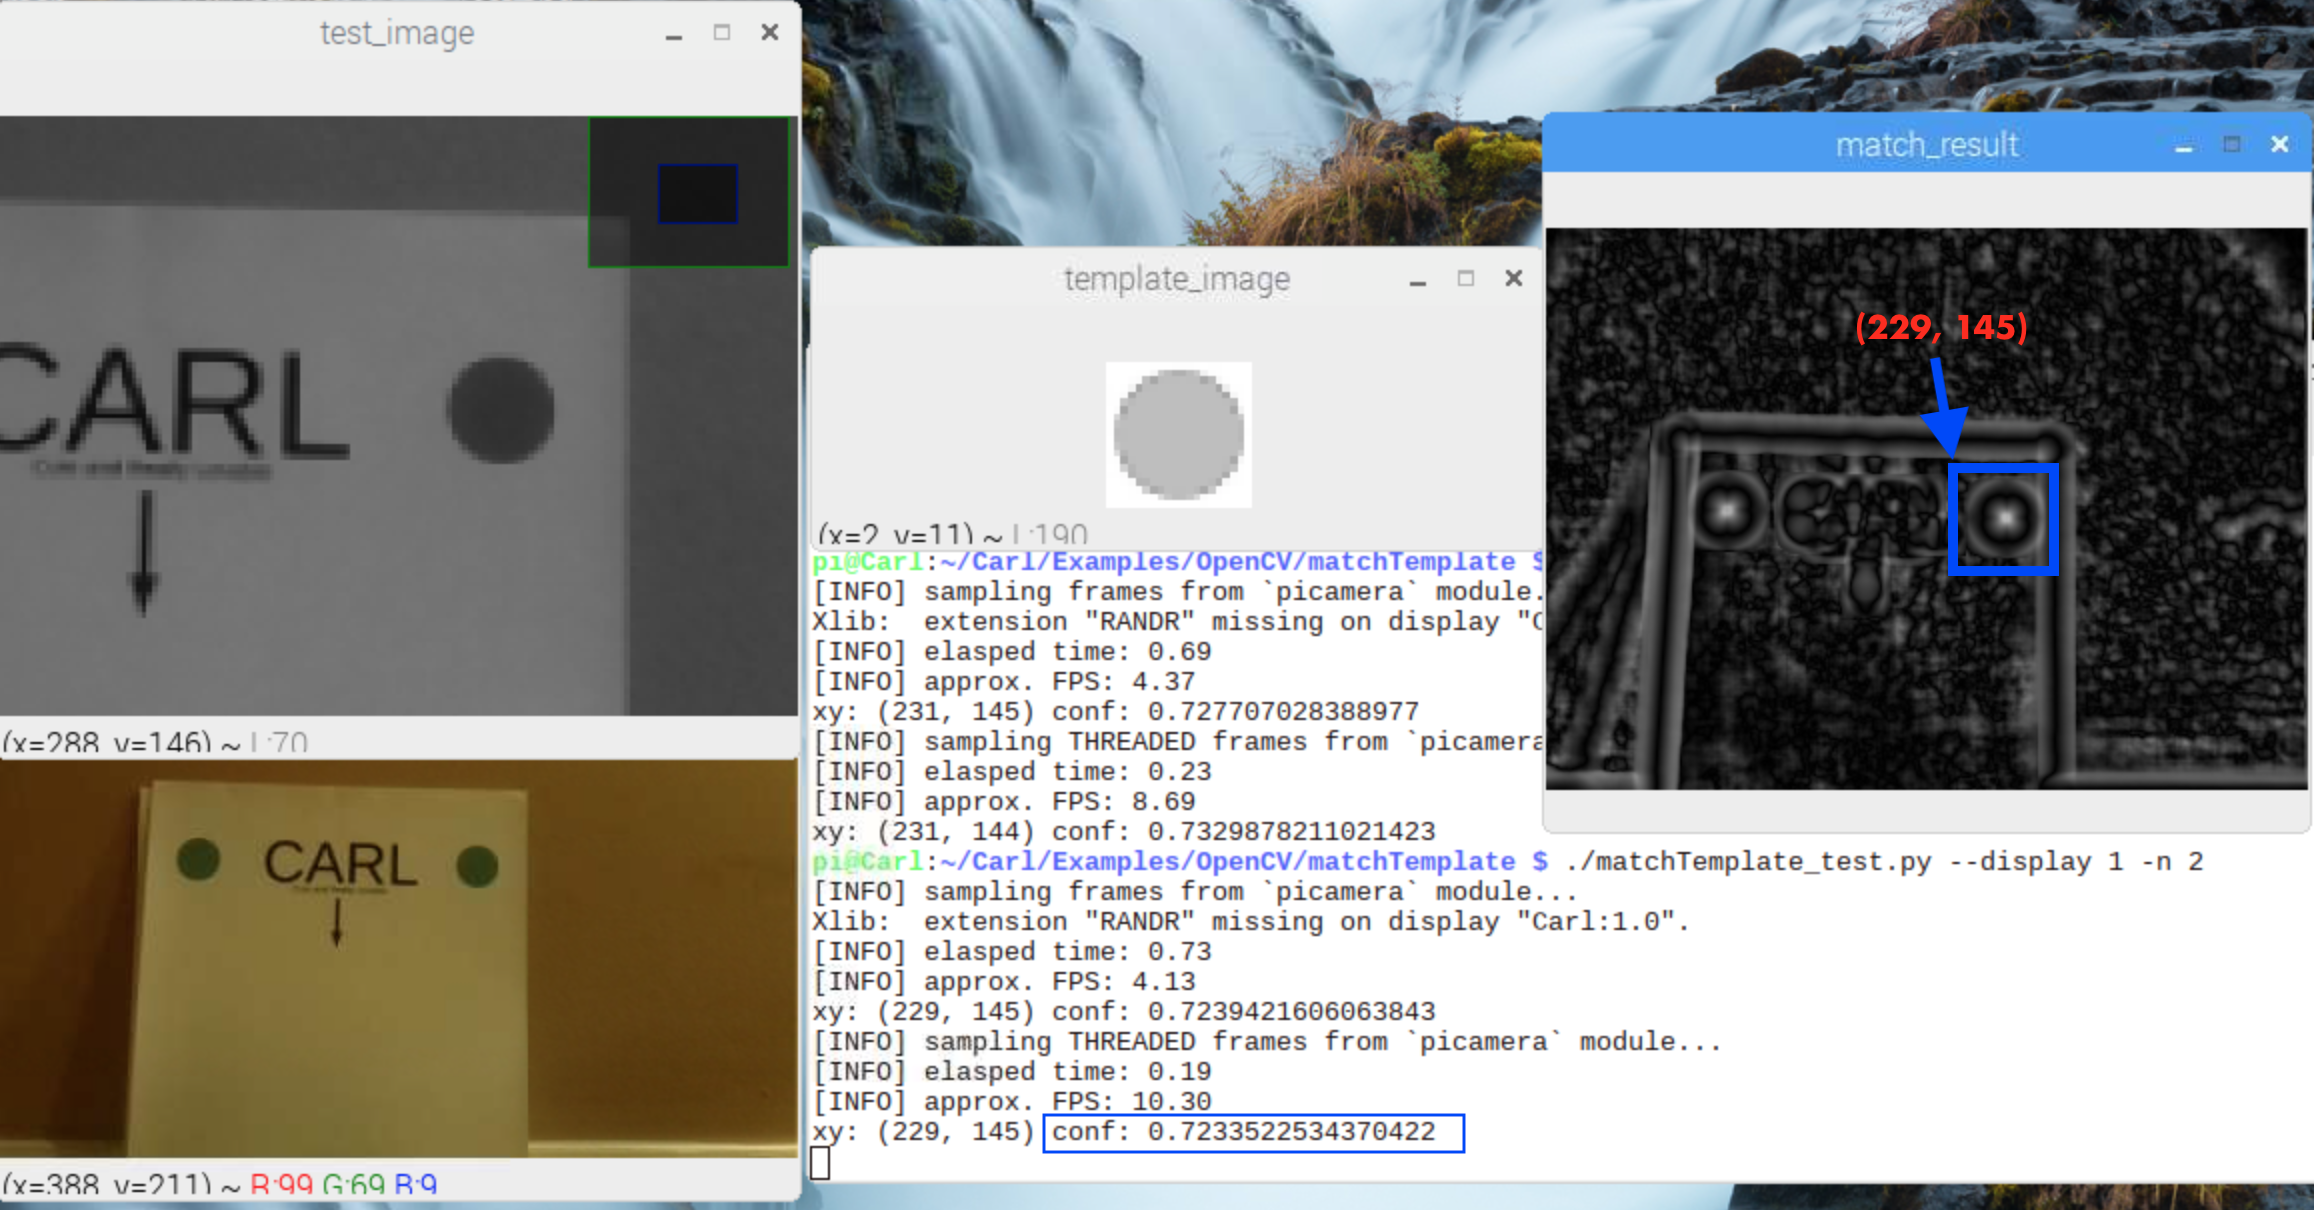 test_image
CARL
(x=288, y=146) ~ L:70
CARL
(x=388, y=211) ~ R:99 G:69 B:9
template_image
(x=2, y=11) ~ L:190
match_result
(229, 145)
pi@Carl:~/Carl/Examples/OpenCV/matchTemplate $
[INFO] sampling frames from `picamera` module.
Xlib:  extension "RANDR" missing on display "C
[INFO] elasped time: 0.69
[INFO] approx. FPS: 4.37
xy: (231, 145) conf: 0.727707028388977
[INFO] sampling THREADED frames from `picamera
[INFO] elasped time: 0.23
[INFO] approx. FPS: 8.69
xy: (231, 144) conf: 0.7329878211021423
pi@Carl:~/Carl/Examples/OpenCV/matchTemplate $ ./matchTemplate_test.py --display 1 -n 2
[INFO] sampling frames from `picamera` module...
Xlib:  extension "RANDR" missing on display "Carl:1.0".
[INFO] elasped time: 0.73
[INFO] approx. FPS: 4.13
xy: (229, 145) conf: 0.7239421606063843
[INFO] sampling THREADED frames from `picamera` module...
[INFO] elasped time: 0.19
[INFO] approx. FPS: 10.30
xy: (229, 145) conf: 0.7233522534370422